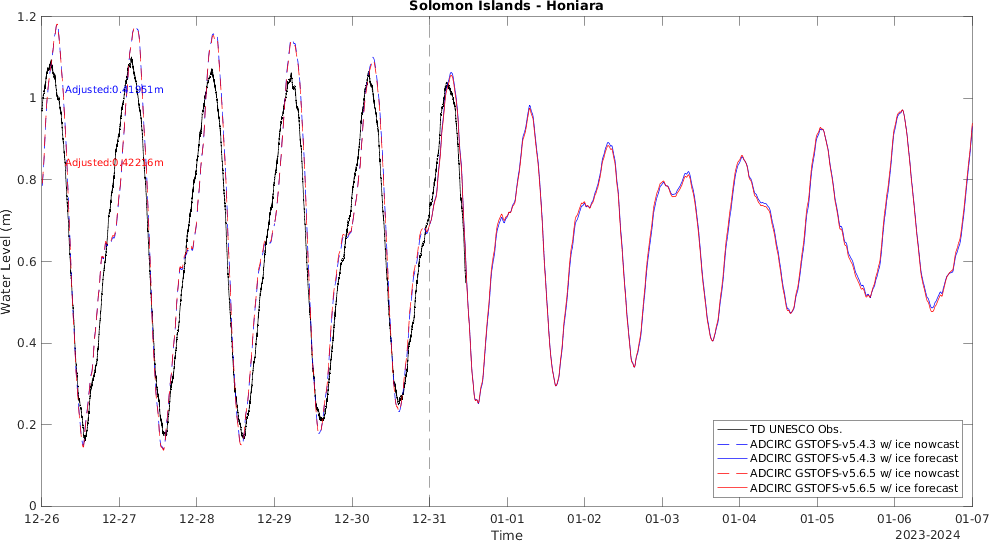 Solomon Islands - Honiara
1.2
1
0.8
0.6
0.4
0.2
0
Water Level (m)
Adjusted:0.41951m
Adjusted:0.42216m
TD UNESCO Obs.
ADCIRC GSTOFS-v5.4.3 w/ ice nowcast
ADCIRC GSTOFS-v5.4.3 w/ ice forecast
ADCIRC GSTOFS-v5.6.5 w/ ice nowcast
ADCIRC GSTOFS-v5.6.5 w/ ice forecast
12-26 12-27 12-28 12-29 12-30 12-31 01-01 01-02 01-03 01-04 01-05 01-06 01-07
Time
2023-2024